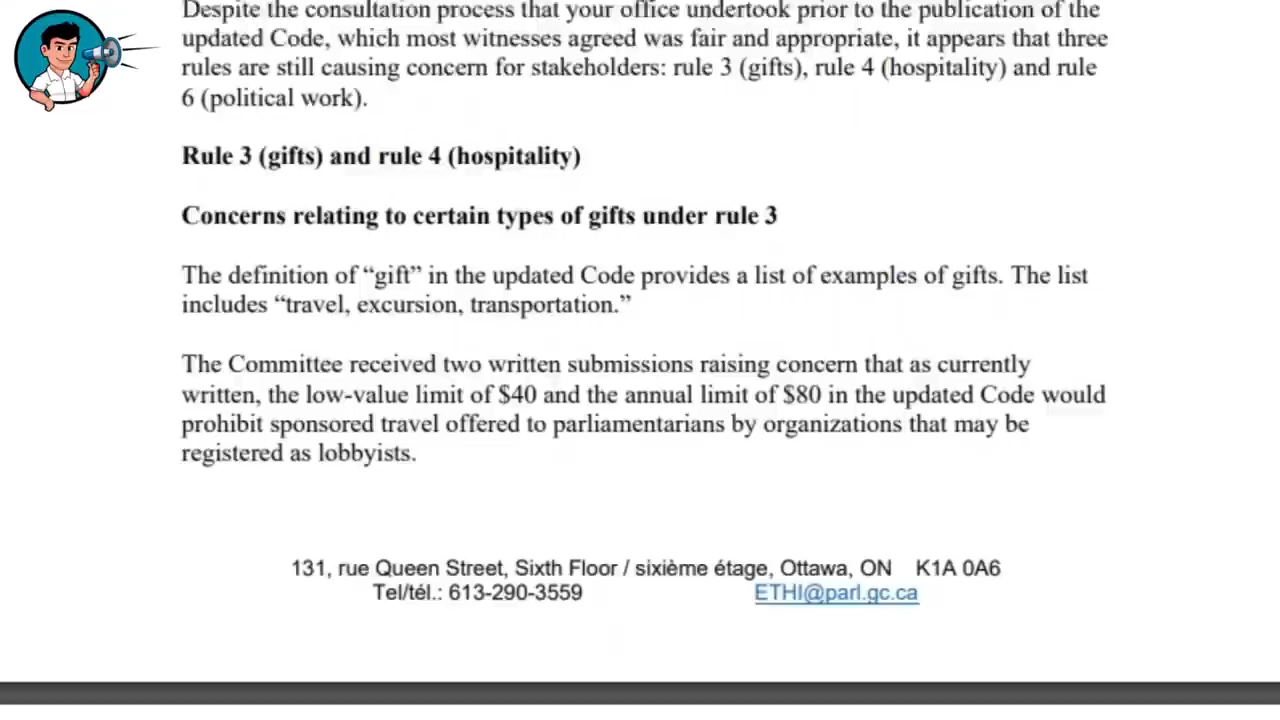 Despite the consultation process that your office undertook prior to the publication of the
updated Code, which most witnesses agreed was fair and appropriate, it appears that three
rules are still causing concern for stakeholders: rule 3 (gifts), rule 4 (hospitality) and rule
6 (political work).
Rule 3 (gifts) and rule 4 (hospitality)
Concerns relating to certain types of gifts under rule 3
The definition of “gift” in the updated Code provides a list of examples of gifts. The list
includes “travel, excursion, transportation.”
The Committee received two written submissions raising concern that as currently
written, the low-value limit of $40 and the annual limit of $80 in the updated Code would
prohibit sponsored travel offered to parliamentarians by organizations that may be
registered as lobbyists.
131, rue Queen Street, Sixth Floor / sixième étage, Ottawa, ON K1A 0A6
Tel/tél.: 613-290-3559 ETHI@parl.gc.ca